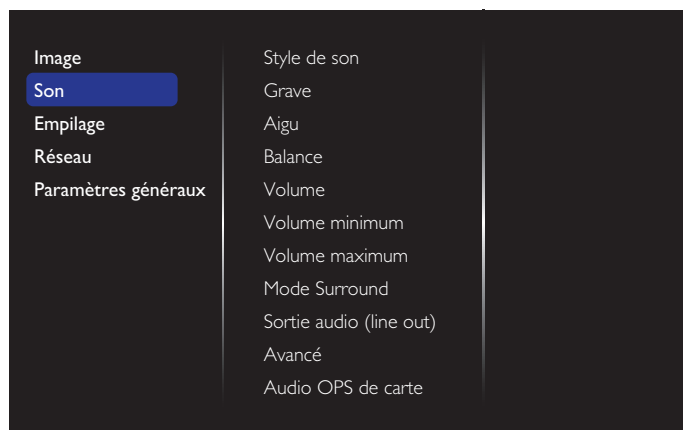 Image
Son
Empilage
Réseau
Paramètres généraux
Style de son
Grave
Aigu
Balance
Volume
Volume minimum
Volume maximum
Mode Surround
Sortie audio (line out)
Avancé
Audio OPS de carte